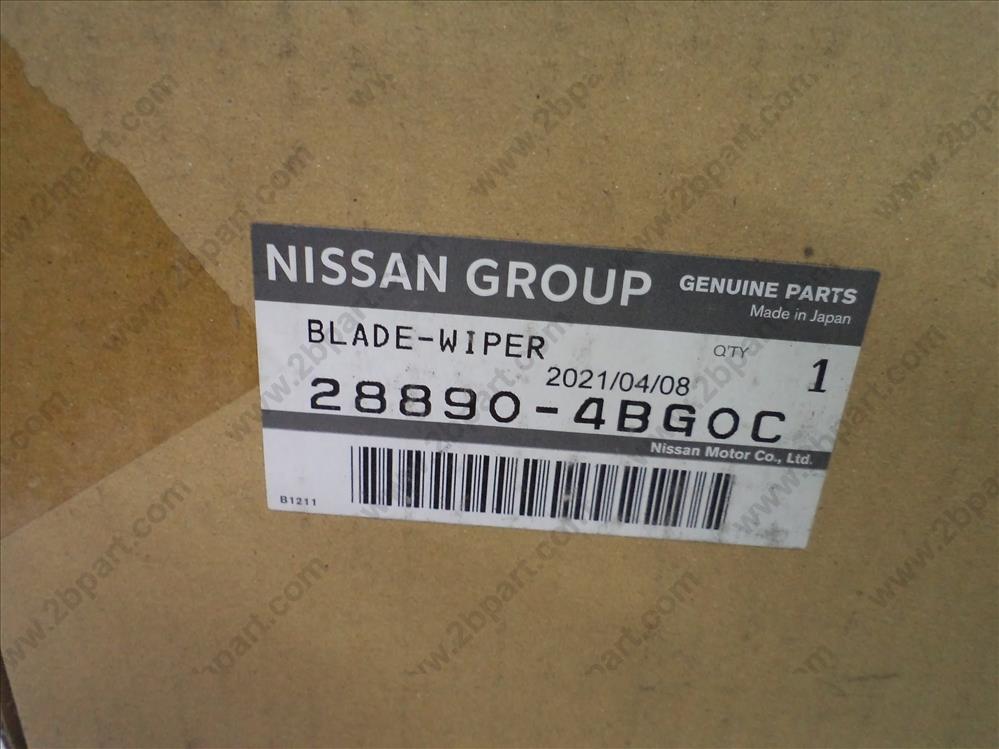 NISSAN GROUP GENUINE PARTS
Made in Japan
BLADE-WIPER Q'TY 1
2021/04/08
28890-4BG0C
Nissan Motor Co., Ltd.
B1211
www.2bpart.com